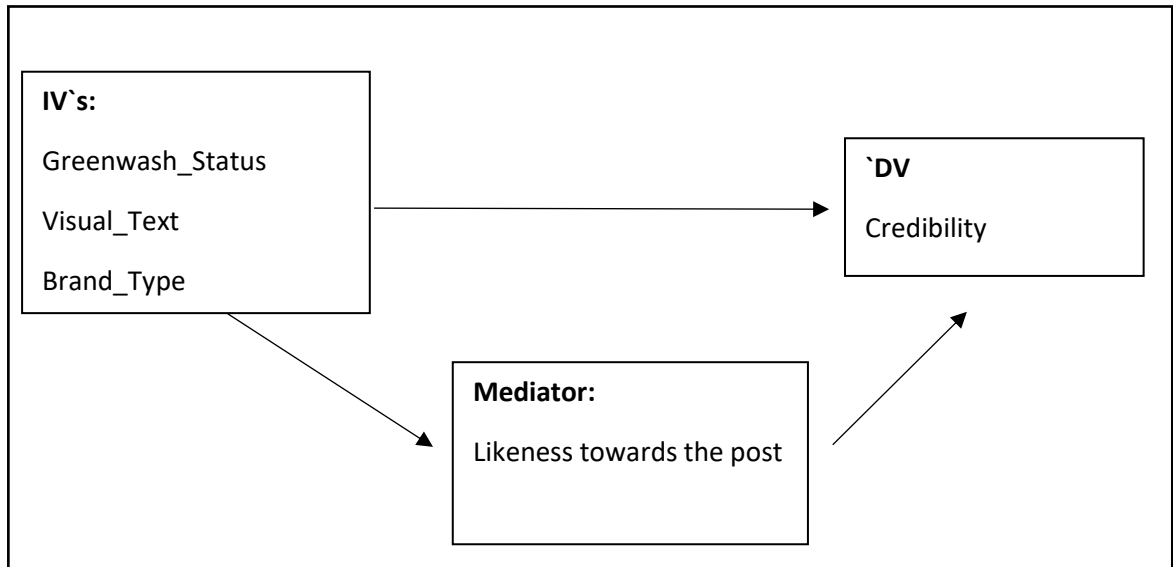 IV`s:
Greenwash_Status
Visual_Text
Brand_Type
`DV
Credibility
Mediator:
Likeness towards the post